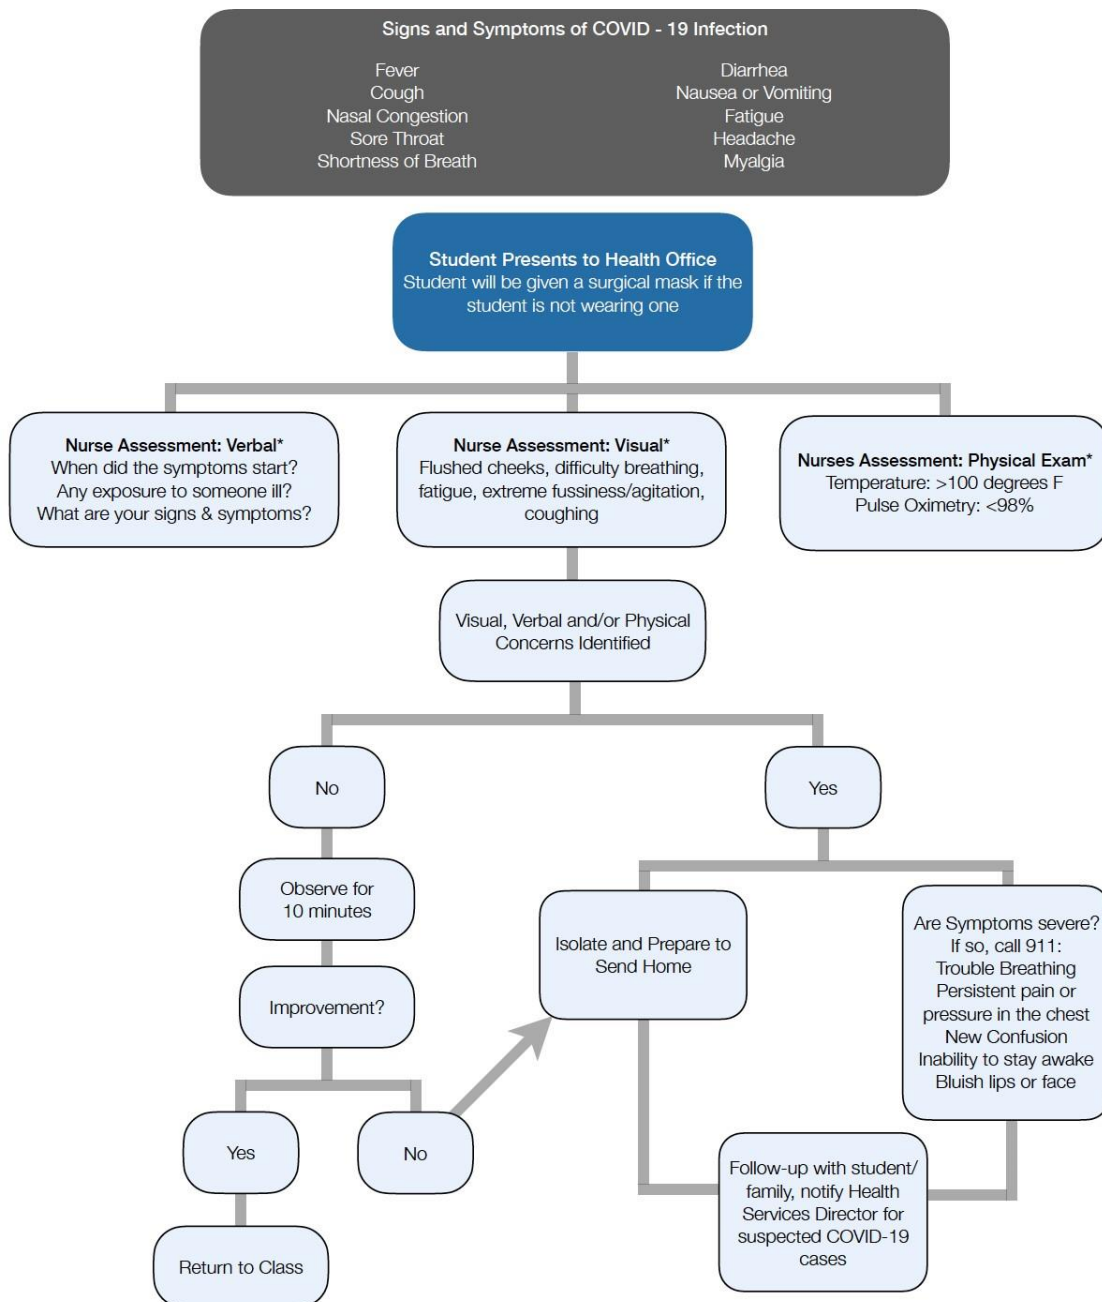 Signs and Symptoms of COVID - 19 Infection
Fever
Cough
Nasal Congestion
Sore Throat
Shortness of Breath
Diarrhea
Nausea or Vomiting
Fatigue
Headache
Myalgia
Student Presents to Health Office
Student will be given a surgical mask if the
student is not wearing one
Nurse Assessment: Verbal*
When did the symptoms start?
Any exposure to someone ill?
What are your signs & symptoms?
Nurse Assessment: Visual*
Flushed cheeks, difficulty breathing,
fatigue, extreme fussiness/agitation,
coughing
Nurses Assessment: Physical Exam*
Temperature: >100 degrees F
Pulse Oximetry: <98%
Visual, Verbal and/or Physical
Concerns Identified
No
Yes
Observe for
10 minutes
Improvement?
Yes
No
Return to Class
Isolate and Prepare to
Send Home
Are Symptoms severe?
If so, call 911:
Trouble Breathing
Persistent pain or
pressure in the chest
New Confusion
Inability to stay awake
Bluish lips or face
Follow-up with student/
family, notify Health
Services Director for
suspected COVID-19
cases